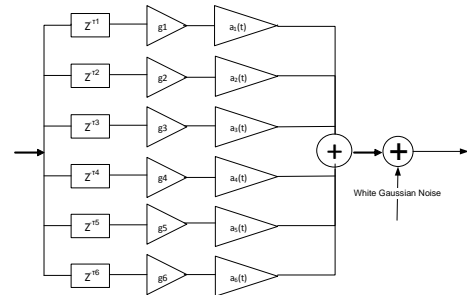 Z^τ1 g1 a₁(t)
Z^τ2 g2 a₂(t)
Z^τ3 g3 a₃(t)
+ +
Z^τ4 g4 a₄(t)
White Gaussian Noise
Z^τ5 g5 a₅(t)
Z^τ6 g6 a₆(t)